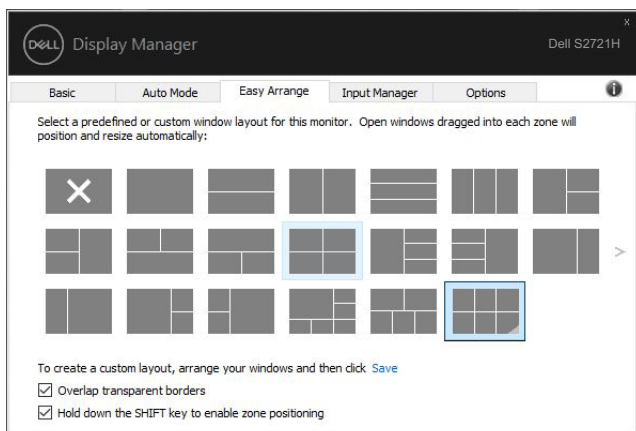 x
DELL Display Manager Dell S2721H
Basic Auto Mode Easy Arrange Input Manager Options
Select a predefined or custom window layout for this monitor. Open windows dragged into each zone will
position and resize automatically:
To create a custom layout, arrange your windows and then click Save
Overlap transparent borders
Hold down the SHIFT key to enable zone positioning